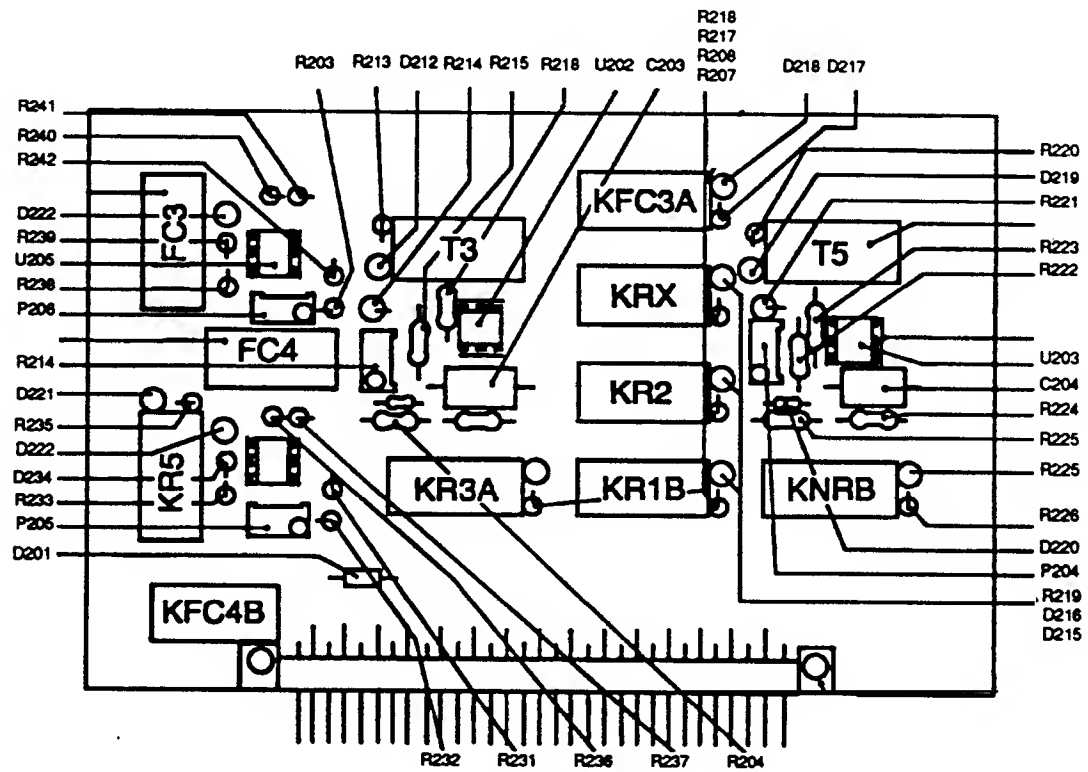 R218
R217
R208
R207
R203 R213 D212 R214 R215 R218 U202 C203 D218 D217
R241
R240
R242
D222
R239
U205
R238
P206
R214
D221
R235
D222
D234
R233
P205
D201
R220
D219
R221
R223
R222
U203
C204
R224
R225
R225
R226
D220
P204
R219
D216
D215
FC3
T3
KFC3A
T5
KRX
FC4
KR2
KR5
KR3A
KR1B
KNRB
KFC4B
R232 R231 R236 R237 R204